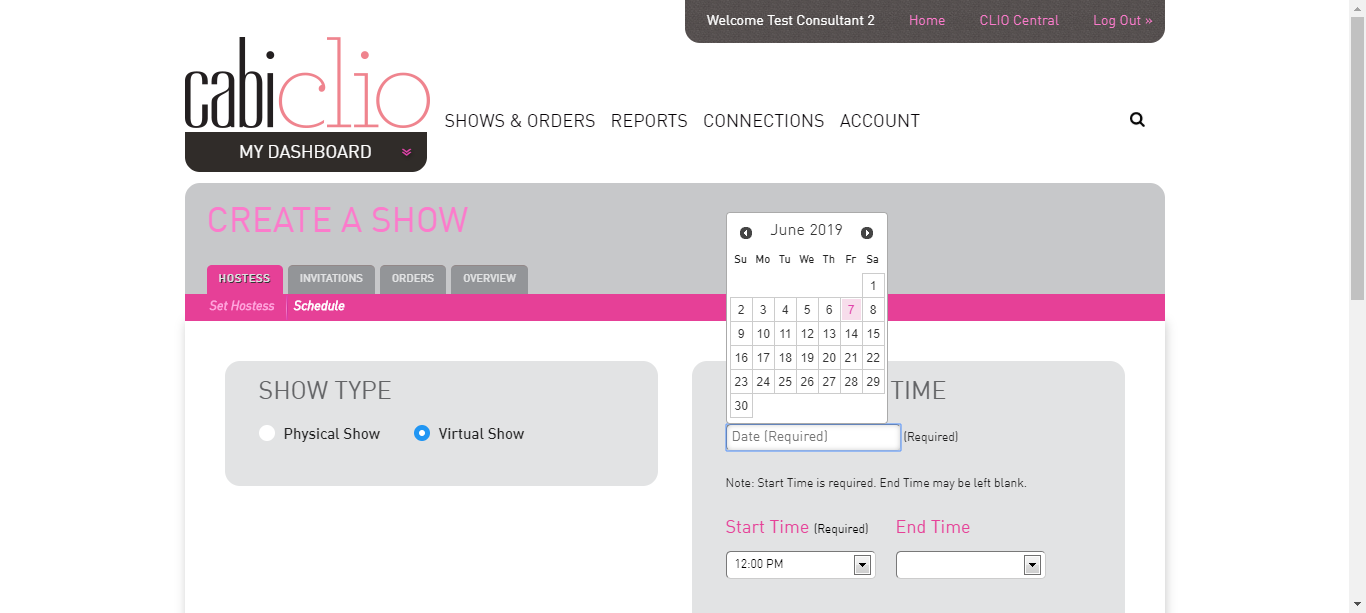 Welcome Test Consultant 2 Home CLIO Central Log Out »
cabiclio
SHOWS & ORDERS REPORTS CONNECTIONS ACCOUNT
MY DASHBOARD
CREATE A SHOW
HOSTESS INVITATIONS ORDERS OVERVIEW
Set Hostess Schedule
June 2019
Su Mo Tu We Th Fr Sa
1
2 3 4 5 6 7 8
9 10 11 12 13 14 15
16 17 18 19 20 21 22
23 24 25 26 27 28 29
30
SHOW TYPE
Physical Show Virtual Show
TIME
Date (Required) (Required)
Note: Start Time is required. End Time may be left blank.
Start Time (Required) End Time
12:00 PM